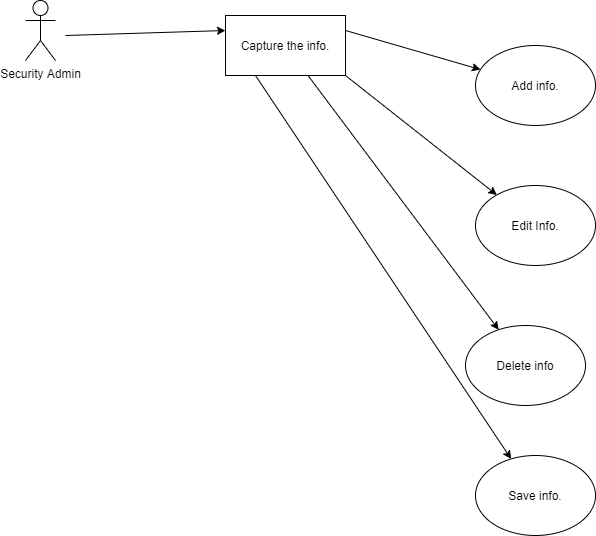 Security Admin
Capture the info.
Add info.
Edit Info.
Delete info
Save info.